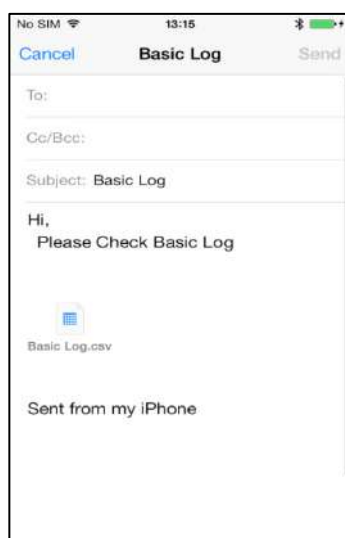 No SIM 13:15
Cancel Basic Log Send
To:
Cc/Bcc:
Subject: Basic Log
Hi,
Please Check Basic Log
Basic Log.csv
Sent from my iPhone